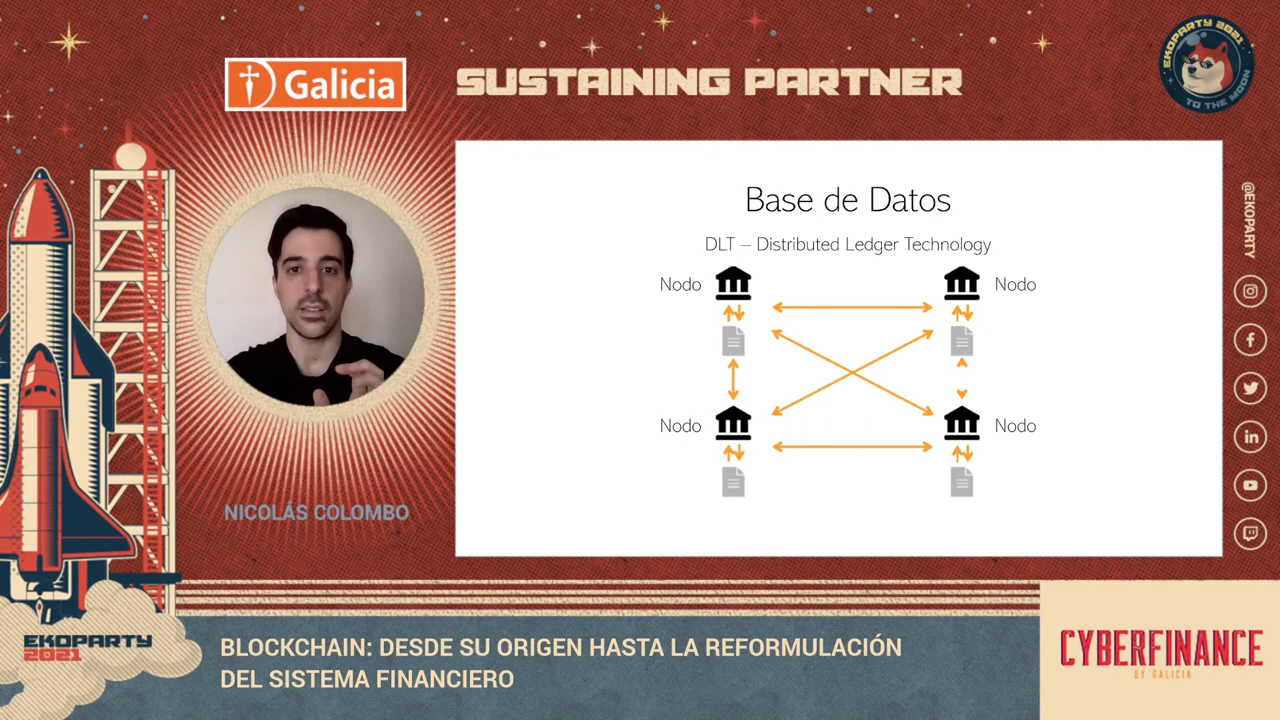 Galicia
SUSTAINING PARTNER
EKOPARTY 2021
TO THE MOON
Base de Datos
DLT – Distributed Ledger Technology
Nodo
Nodo
Nodo
Nodo
@EKOPARTY
NICOLÁS COLOMBO
EKOPARTY
2021
BLOCKCHAIN: DESDE SU ORIGEN HASTA LA REFORMULACIÓN
DEL SISTEMA FINANCIERO
CYBERFINANCE
BY GALICIA